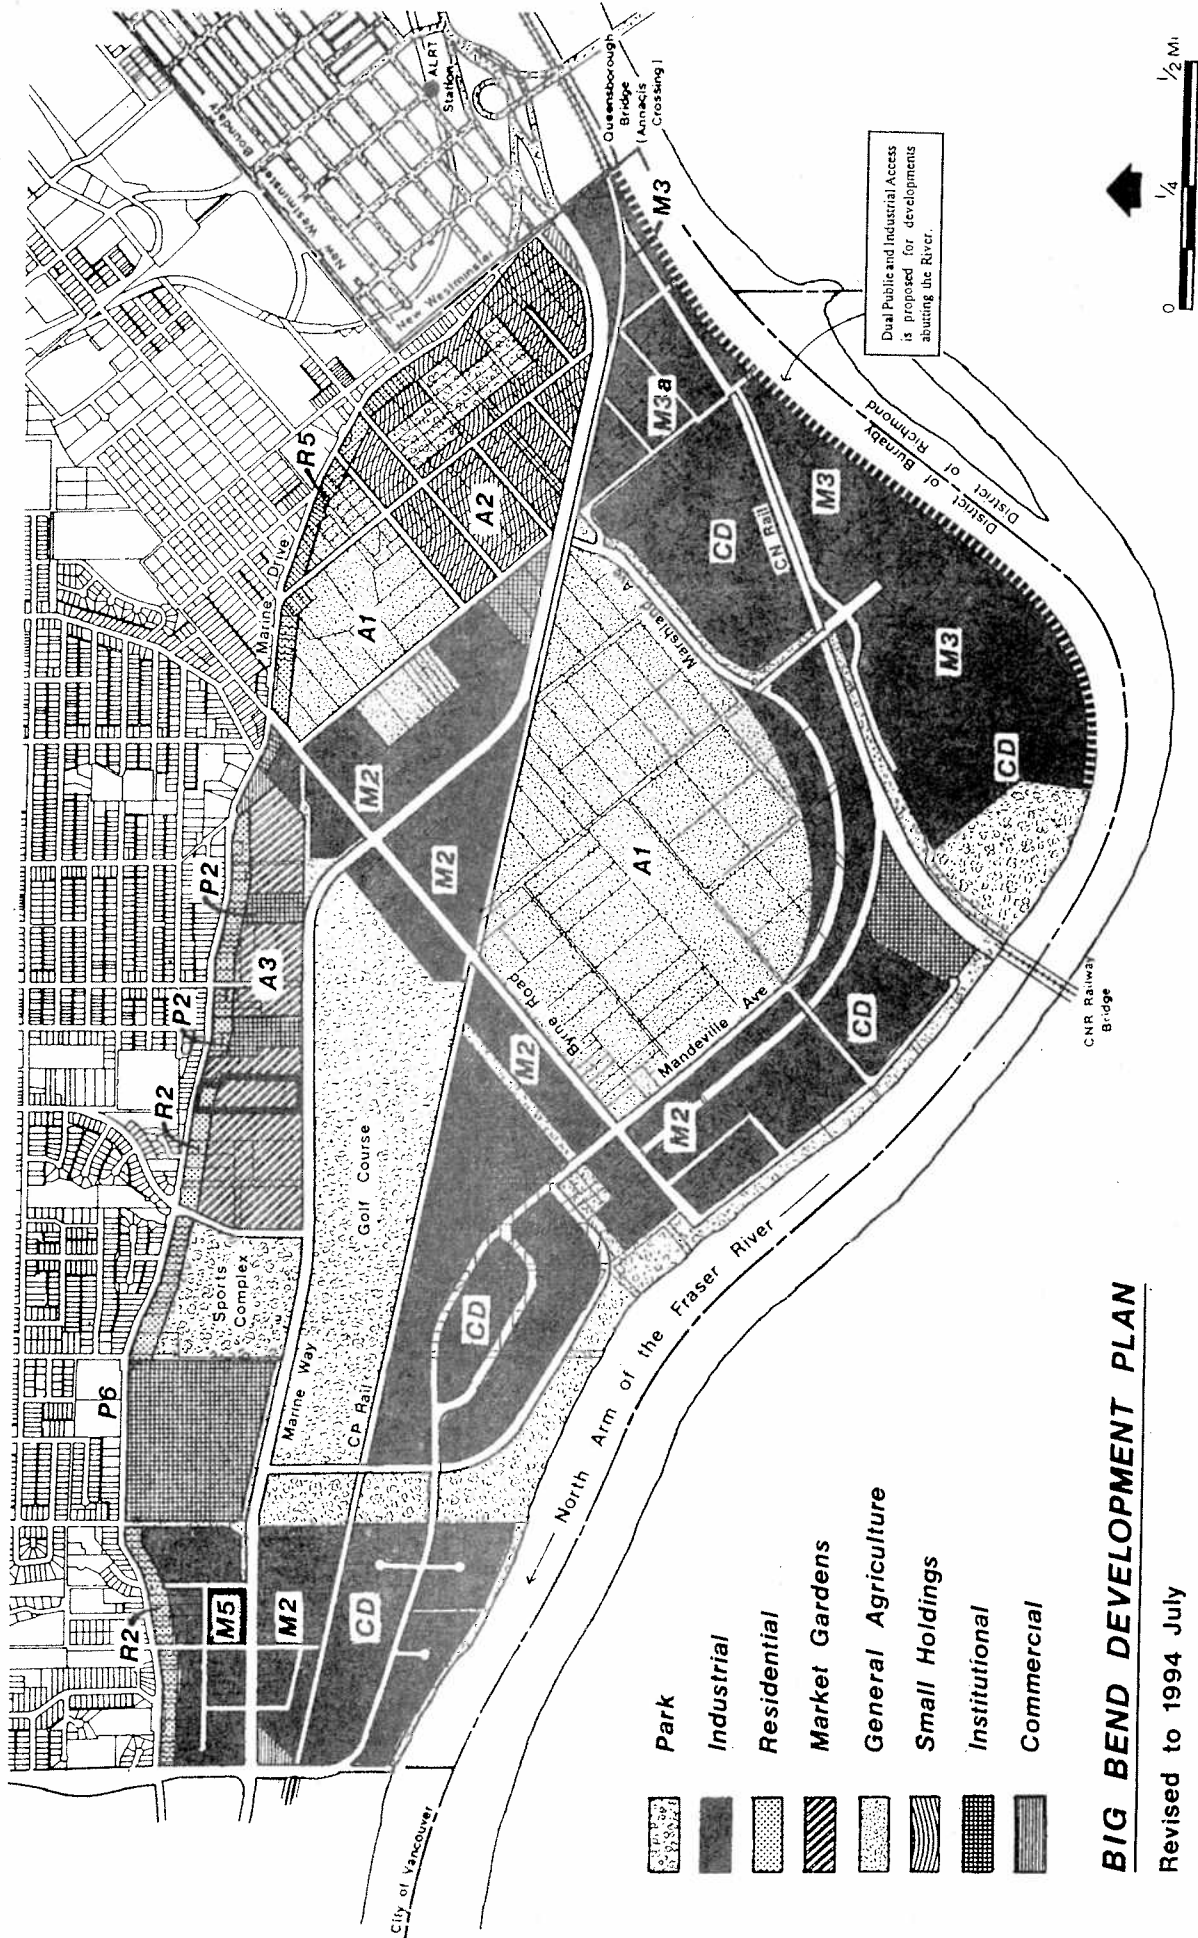 BIG BEND DEVELOPMENT PLAN
Revised to 1994 July
Park
Industrial
Residential
Market Gardens
General Agriculture
Small Holdings
Institutional
Commercial
City of Vancouver
R2
M5
M2
CD
P6
Sports
Complex
Marine Way
CP Rail
Golf Course
CD
R2
P2
A3
P2
M2
Byrne Road
Mandeville Ave
M2
CD
A1
M2
M2
Marine Drive
A1
R5
A2
New Westminster Boundary
New Westminster
ALRT
Station
Queensborough
Bridge
(Annacis
Crossing)
M3
M3a
Marshland A
CD
CN Rail
M3
M3
CD
District of Burnaby
District of Richmond
Dual Public and Industrial Access
is proposed for developments
abutting the River.
CNR Railway
Bridge
North Arm of the Fraser River
0 1/4 1/2 Mi